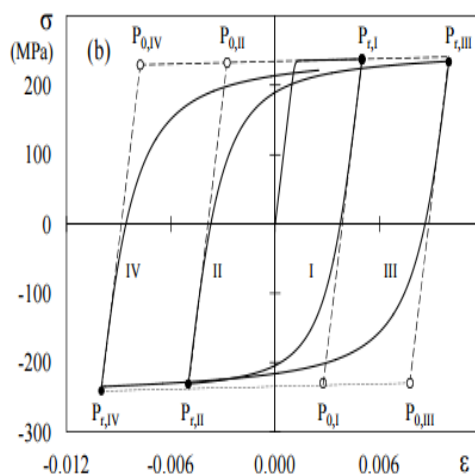 σ
(MPa)
(b)
P0,IV
P0,II
Pr,I
Pr,III
200
100
0
-100
-200
-300
IV
II
I
III
Pr,IV
Pr,II
P0,I
P0,III
-0.012
-0.006
0.000
0.006
ε